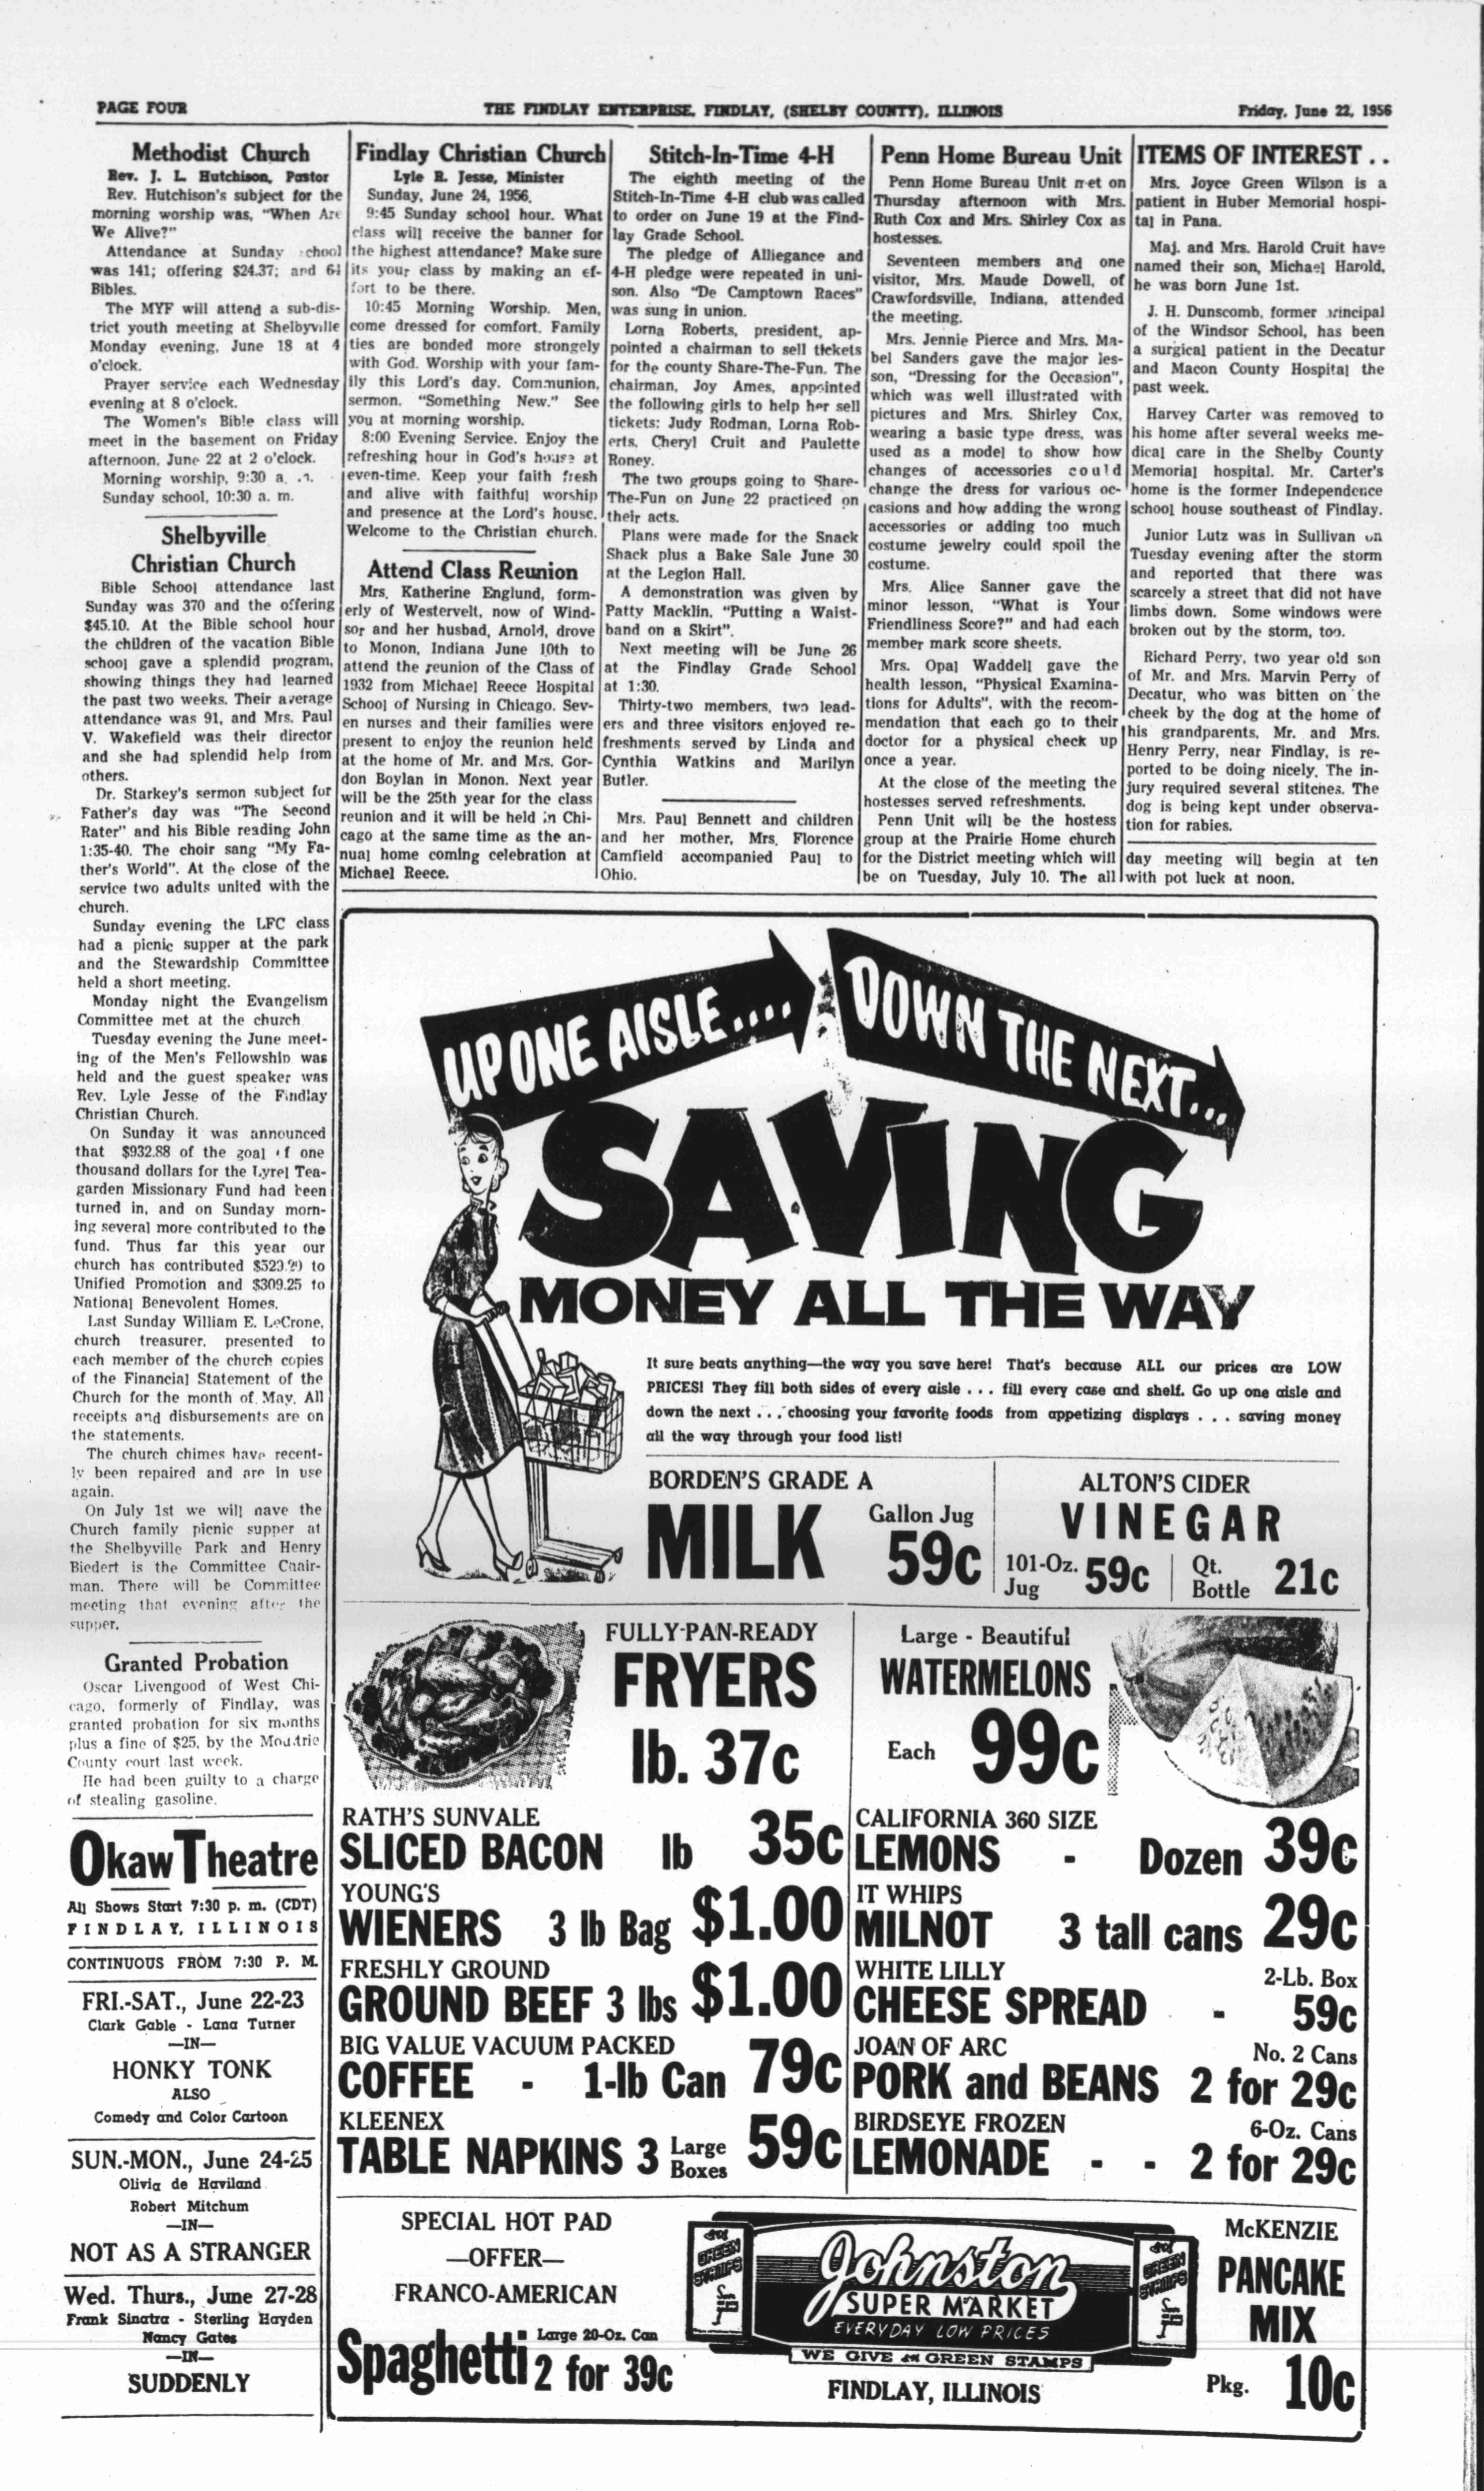 PAGE FOUR
THE FINDLAY ENTERPRISE, FINDLAY, (SHELBY COUNTY), ILLINOIS
Friday, June 22, 1956
Methodist Church
Rev. J. L. Hutchison, Pastor
Rev. Hutchison's subject for the
morning worship was, "When Are
We Alive?"
Attendance at Sunday school
was 141; offering $24.37; and 64
Bibles.
The MYF will attend a sub-dis-
trict youth meeting at Shelbyville
Monday evening, June 18 at 4
o'clock.
Prayer service each Wednesday
evening at 8 o'clock.
The Women's Bible class will
meet in the basement on Friday
afternoon, June 22 at 2 o'clock.
Morning worship, 9:30 a. .n.
Sunday school, 10:30 a. m.
Shelbyville
Christian Church
Bible School attendance last
Sunday was 370 and the offering
$45.10. At the Bible school hour
the children of the vacation Bible
school gave a splendid program,
showing things they had learned
the past two weeks. Their average
attendance was 91, and Mrs. Paul
V. Wakefield was their director
and she had splendid help from
others.
Dr. Starkey's sermon subject for
Father's day was "The Second
Rater" and his Bible reading John
1:35-40. The choir sang "My Fa-
ther's World". At the close of the
service two adults united with the
church.
Sunday evening the LFC class
had a picnic supper at the park
and the Stewardship Committee
held a short meeting.
Monday night the Evangelism
Committee met at the church
Tuesday evening the June meet-
ing of the Men's Fellowship was
held and the guest speaker was
Rev. Lyle Jesse of the Findlay
Christian Church.
On Sunday it was announced
that $932.88 of the goal of one
thousand dollars for the Lyrel Tea-
garden Missionary Fund had been
turned in, and on Sunday morn-
ing several more contributed to the
fund. Thus far this year our
church has contributed to
Unified Promotion and $309.25 to
National Benevolent Homes.
Last Sunday William E. LeCrone,
church treasurer, presented to
each member of the church copies
of the Financial Statement of the
Church for the month of May. All
receipts and disbursements are on
the statements.
The church chimes have recent-
ly been repaired and are in use
again.
On July 1st we will have the
Church family picnic supper at
the Shelbyville Park and Henry
Biedert is the Committee Chair-
man. There will be Committee
meeting that evening after the
supper.
Granted Probation
Oscar Livengood of West Chi-
cago, formerly of Findlay, was
granted probation for six months
plus a fine of $25, by the Moultrie
County court last week.
He had been guilty to a charge
of stealing gasoline.
Okaw Theatre
All Shows Start 7:30 p. m. (CDT)
FINDLAY, ILLINOIS
CONTINUOUS FROM 7:30 P. M.
FRI.-SAT., June 22-23
Clark Gable - Lana Turner
—IN—
HONKY TONK
ALSO
Comedy and Color Cartoon
SUN.-MON., June 24-25
Olivia de Haviland
Robert Mitchum
—IN—
NOT AS A STRANGER
Wed. Thurs., June 27-28
Frank Sinatra - Sterling Hayden
Nancy Gates
—IN—
SUDDENLY
Findlay Christian Church
Lyle R. Jesse, Minister
Sunday, June 24, 1956.
9:45 Sunday school hour. What
class will receive the banner for
the highest attendance? Make sure
its your class by making an ef-
fort to be there.
10:45 Morning Worship. Men,
come dressed for comfort. Family
ties are bonded more strongely
with God. Worship with your fam-
ily this Lord's day. Communion,
sermon. "Something New." See
you at morning worship.
8:00 Evening Service. Enjoy the
refreshing hour in God's house at
even-time. Keep your faith fresh
and alive with faithful worship
and presence at the Lord's house.
Welcome to the Christian church.
Attend Class Reunion
Mrs. Katherine Englund, form-
erly of Westervelt, now of Wind-
sor and her husbad, Arnold, drove
to Monon, Indiana June 10th to
attend the reunion of the Class of
1932 from Michael Reece Hospital
School of Nursing in Chicago. Sev-
en nurses and their families were
present to enjoy the reunion held
at the home of Mr. and Mrs. Gor-
don Boylan in Monon. Next year
will be the 25th year for the class
reunion and it will be held in Chi-
cago at the same time as the an-
nual home coming celebration at
Michael Reece.
Stitch-In-Time 4-H
The eighth meeting of the
Stitch-In-Time 4-H club was called
to order on June 19 at the Find-
lay Grade School.
The pledge of Alliegance and
4-H pledge were repeated in uni-
son. Also "De Camptown Races"
was sung in union.
Lorna Roberts, president, ap-
pointed a chairman to sell tickets
for the county Share-The-Fun. The
chairman, Joy Ames, appointed
the following girls to help her sell
tickets: Judy Rodman, Lorna Rob-
erts, Cheryl Cruit and Paulette
Roney.
The two groups going to Share-
The-Fun on June 22 practiced on
their acts.
Plans were made for the Snack
Shack plus a Bake Sale June 30
at the Legion Hall.
A demonstration was given by
Patty Macklin, "Putting a Waist-
band on a Skirt".
Next meeting will be June 26
at the Findlay Grade School
at 1:30.
Thirty-two members, two lead-
ers and three visitors enjoyed re-
freshments served by Linda and
Cynthia Watkins and Marilyn
Butler.
Mrs. Paul Bennett and children
and her mother, Mrs. Florence
Camfield accompanied Paul to
Ohio.
Penn Home Bureau Unit
Penn Home Bureau Unit met on
Thursday afternoon with Mrs.
Ruth Cox and Mrs. Shirley Cox as
hostesses.
Seventeen members and one
visitor, Mrs. Maude Dowell, of
Crawfordsville, Indiana, attended
the meeting.
Mrs. Jennie Pierce and Mrs. Ma-
bel Sanders gave the major les-
son, "Dressing for the Occasion",
which was well illustrated with
pictures and Mrs. Shirley Cox,
wearing a basic type dress, was
used as a model to show how
changes of accessories could
change the dress for various oc-
casions and how adding the wrong
accessories or adding too much
costume jewelry could spoil the
costume.
Mrs. Alice Sanner gave the
minor lesson, "What is Your
Friendliness Score?" and had each
member mark score sheets.
Mrs. Opal Waddell gave the
health lesson, "Physical Examina-
tions for Adults", with the recom-
mendation that each go to their
doctor for a physical check up
once a year.
At the close of the meeting the
hostesses served refreshments.
Penn Unit will be the hostess
group at the Prairie Home church
for the District meeting which will
be on Tuesday, July 10. The all
day meeting will begin at ten
with pot luck at noon.
ITEMS OF INTEREST . .
Mrs. Joyce Green Wilson is a
patient in Huber Memorial hospi-
tal in Pana.
Maj. and Mrs. Harold Cruit have
named their son, Michael Harold,
he was born June 1st.
J. H. Dunscomb, former principal
of the Windsor School, has been
a surgical patient in the Decatur
and Macon County Hospital the
past week.
Harvey Carter was removed to
his home after several weeks me-
dical care in the Shelby County
Memorial hospital. Mr. Carter's
home is the former Independence
school house southeast of Findlay.
Junior Lutz was in Sullivan on
Tuesday evening after the storm
and reported that there was
scarcely a street that did not have
limbs down. Some windows were
broken out by the storm, too.
Richard Perry, two year old son
of Mr. and Mrs. Marvin Perry of
Decatur, who was bitten on the
cheek by the dog at the home of
his grandparents, Mr. and Mrs.
Henry Perry, near Findlay, is re-
ported to be doing nicely. The in-
jury required several stitches. The
dog is being kept under observa-
tion for rabies.
UP ONE AISLE....
DOWN THE NEXT...
SAVING
MONEY ALL THE WAY
It sure beats anything—the way you save here! That's because ALL our prices are LOW
PRICES! They fill both sides of every aisle . . . fill every case and shelf. Go up one aisle and
down the next . . . choosing your favorite foods from appetizing displays . . . saving money
all the way through your food list!
BORDEN'S GRADE A
MILK
Gallon Jug
59c
ALTON'S CIDER
VINEGAR
101-Oz. Jug 59c
Qt. Bottle 21c
FULLY-PAN-READY
FRYERS
lb. 37c
Large - Beautiful
WATERMELONS
Each 99c
RATH'S SUNVALE
SLICED BACON lb 35c
YOUNG'S
WIENERS 3 lb Bag $1.00
FRESHLY GROUND
GROUND BEEF 3 lbs $1.00
BIG VALUE VACUUM PACKED
COFFEE - 1-lb Can 79c
KLEENEX
TABLE NAPKINS 3 Large Boxes 59c
CALIFORNIA 360 SIZE
LEMONS - Dozen 39c
IT WHIPS
MILNOT 3 tall cans 29c
WHITE LILLY
2-Lb. Box
CHEESE SPREAD - 59c
JOAN OF ARC
No. 2 Cans
PORK and BEANS 2 for 29c
BIRDSEYE FROZEN
6-Oz. Cans
LEMONADE - - 2 for 29c
SPECIAL HOT PAD
—OFFER—
FRANCO-AMERICAN
Large 20-Oz. Can
Spaghetti 2 for 39c
GREEN STAMPS
Johnston
SUPER MARKET
EVERYDAY LOW PRICES
WE GIVE GREEN STAMPS
GREEN STAMPS
FINDLAY, ILLINOIS
McKENZIE
PANCAKE
MIX
Pkg. 10c